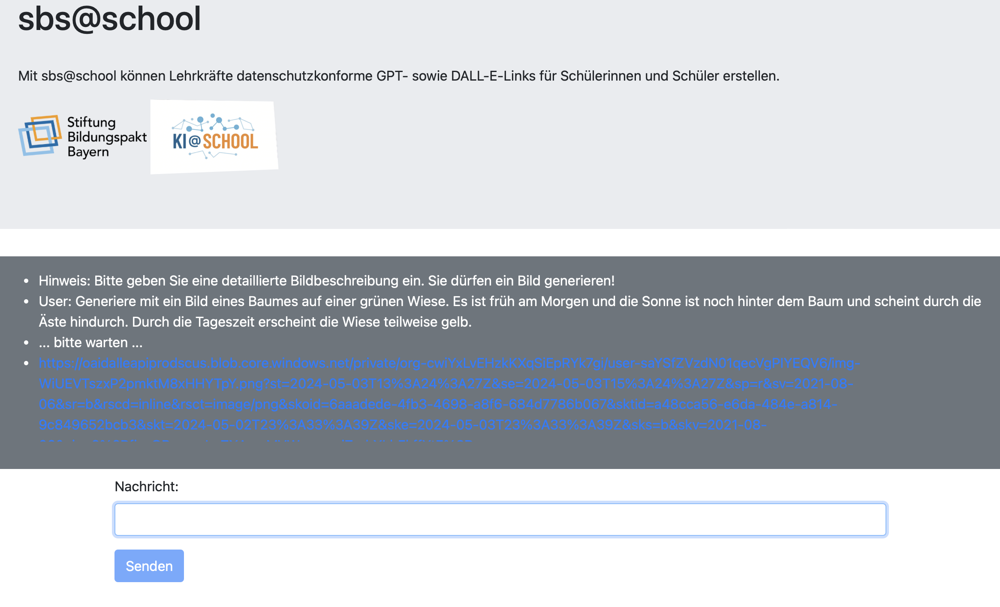 sbs@school
Mit sbs@school können Lehrkräfte datenschutzkonforme GPT- sowie DALL-E-Links für Schülerinnen und Schüler erstellen.
Stiftung
Bildungspakt
Bayern
KI@SCHOOL
• Hinweis: Bitte geben Sie eine detaillierte Bildbeschreibung ein. Sie dürfen ein Bild generieren!
• User: Generiere mit ein Bild eines Baumes auf einer grünen Wiese. Es ist früh am Morgen und die Sonne ist noch hinter dem Baum und scheint durch die
Äste hindurch. Durch die Tageszeit erscheint die Wiese teilweise gelb.
• ... bitte warten ...
• https://oaidalleapiprodscus.blob.core.windows.net/private/org-cwiYxLvEHzkKXqSiEpRYk7gi/user-saYSfZVzdN01qecVgPIYEQV6/img-
WiUEVTszxP2pmktM8xHHYTpY.png?st=2024-05-03T13%3A24%3A27Z&se=2024-05-03T15%3A24%3A27Z&sp=r&sv=2021-08-
06&sr=b&rscd=inline&rsct=image/png&skoid=6aaadede-4fb3-4698-a8f6-684d7786b067&sktid=a48cca56-e6da-484e-a814-
9c849652bcb3&skt=2024-05-02T23%3A33%3A39Z&ske=2024-05-03T23%3A33%3A39Z&sks=b&skv=2021-08-
Nachricht:
Senden